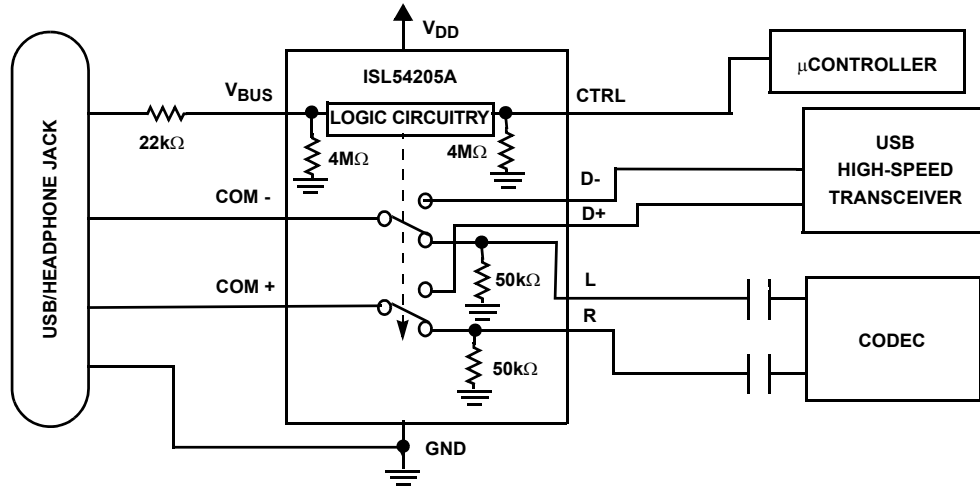 VDD
ISL54205A
µCONTROLLER
VBUS
LOGIC CIRCUITRY
CTRL
22kΩ
4MΩ
4MΩ
USB
HIGH-SPEED
TRANSCEIVER
D-
COM -
D+
USB/HEADPHONE JACK
50kΩ
L
COM +
R
CODEC
50kΩ
GND